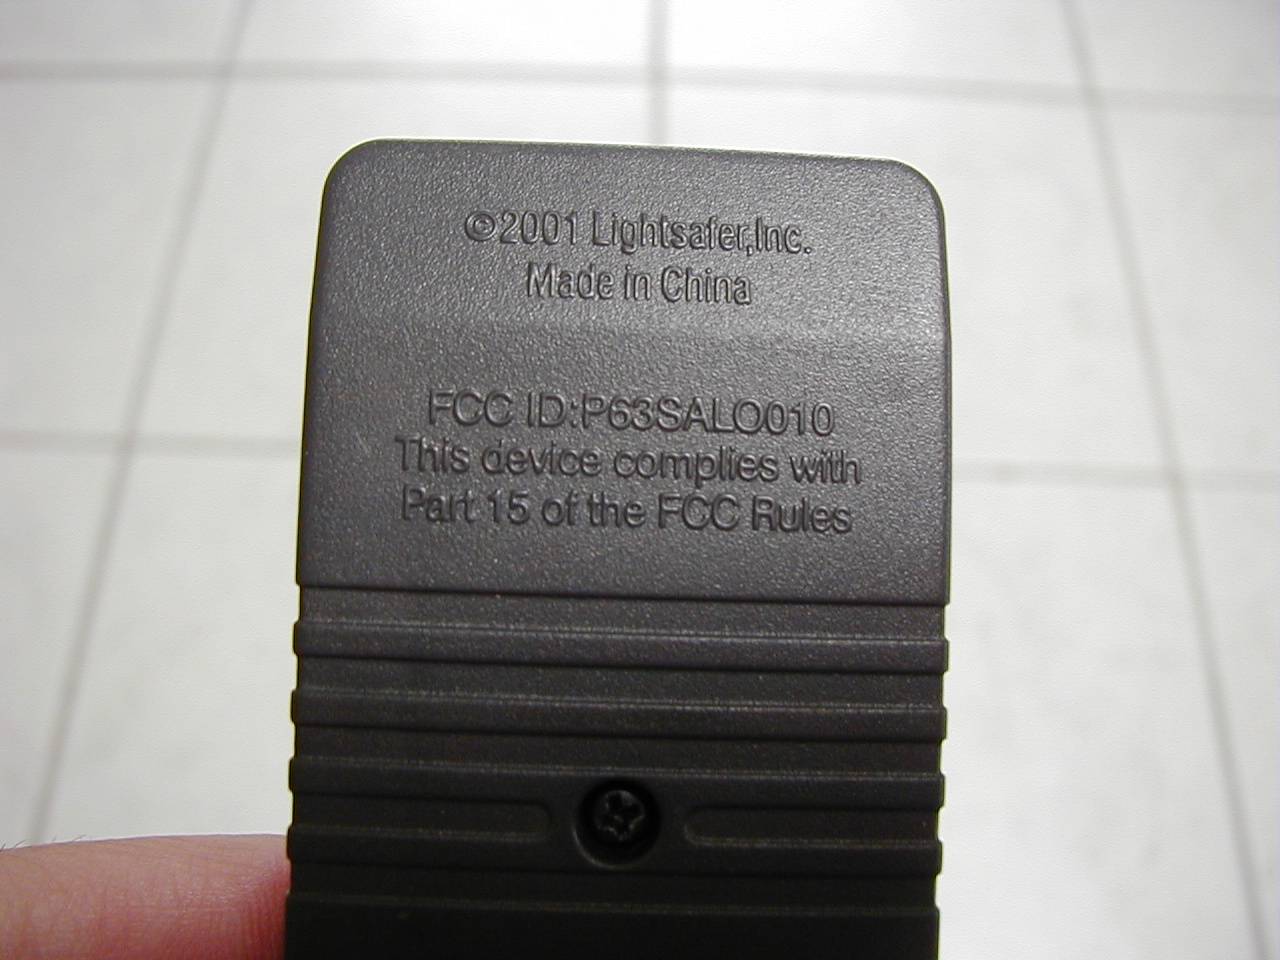 ©2001 Lightsafer,Inc.
Made in China
FCC ID:P63SALO010
This device complies with
Part 15 of the FCC Rules